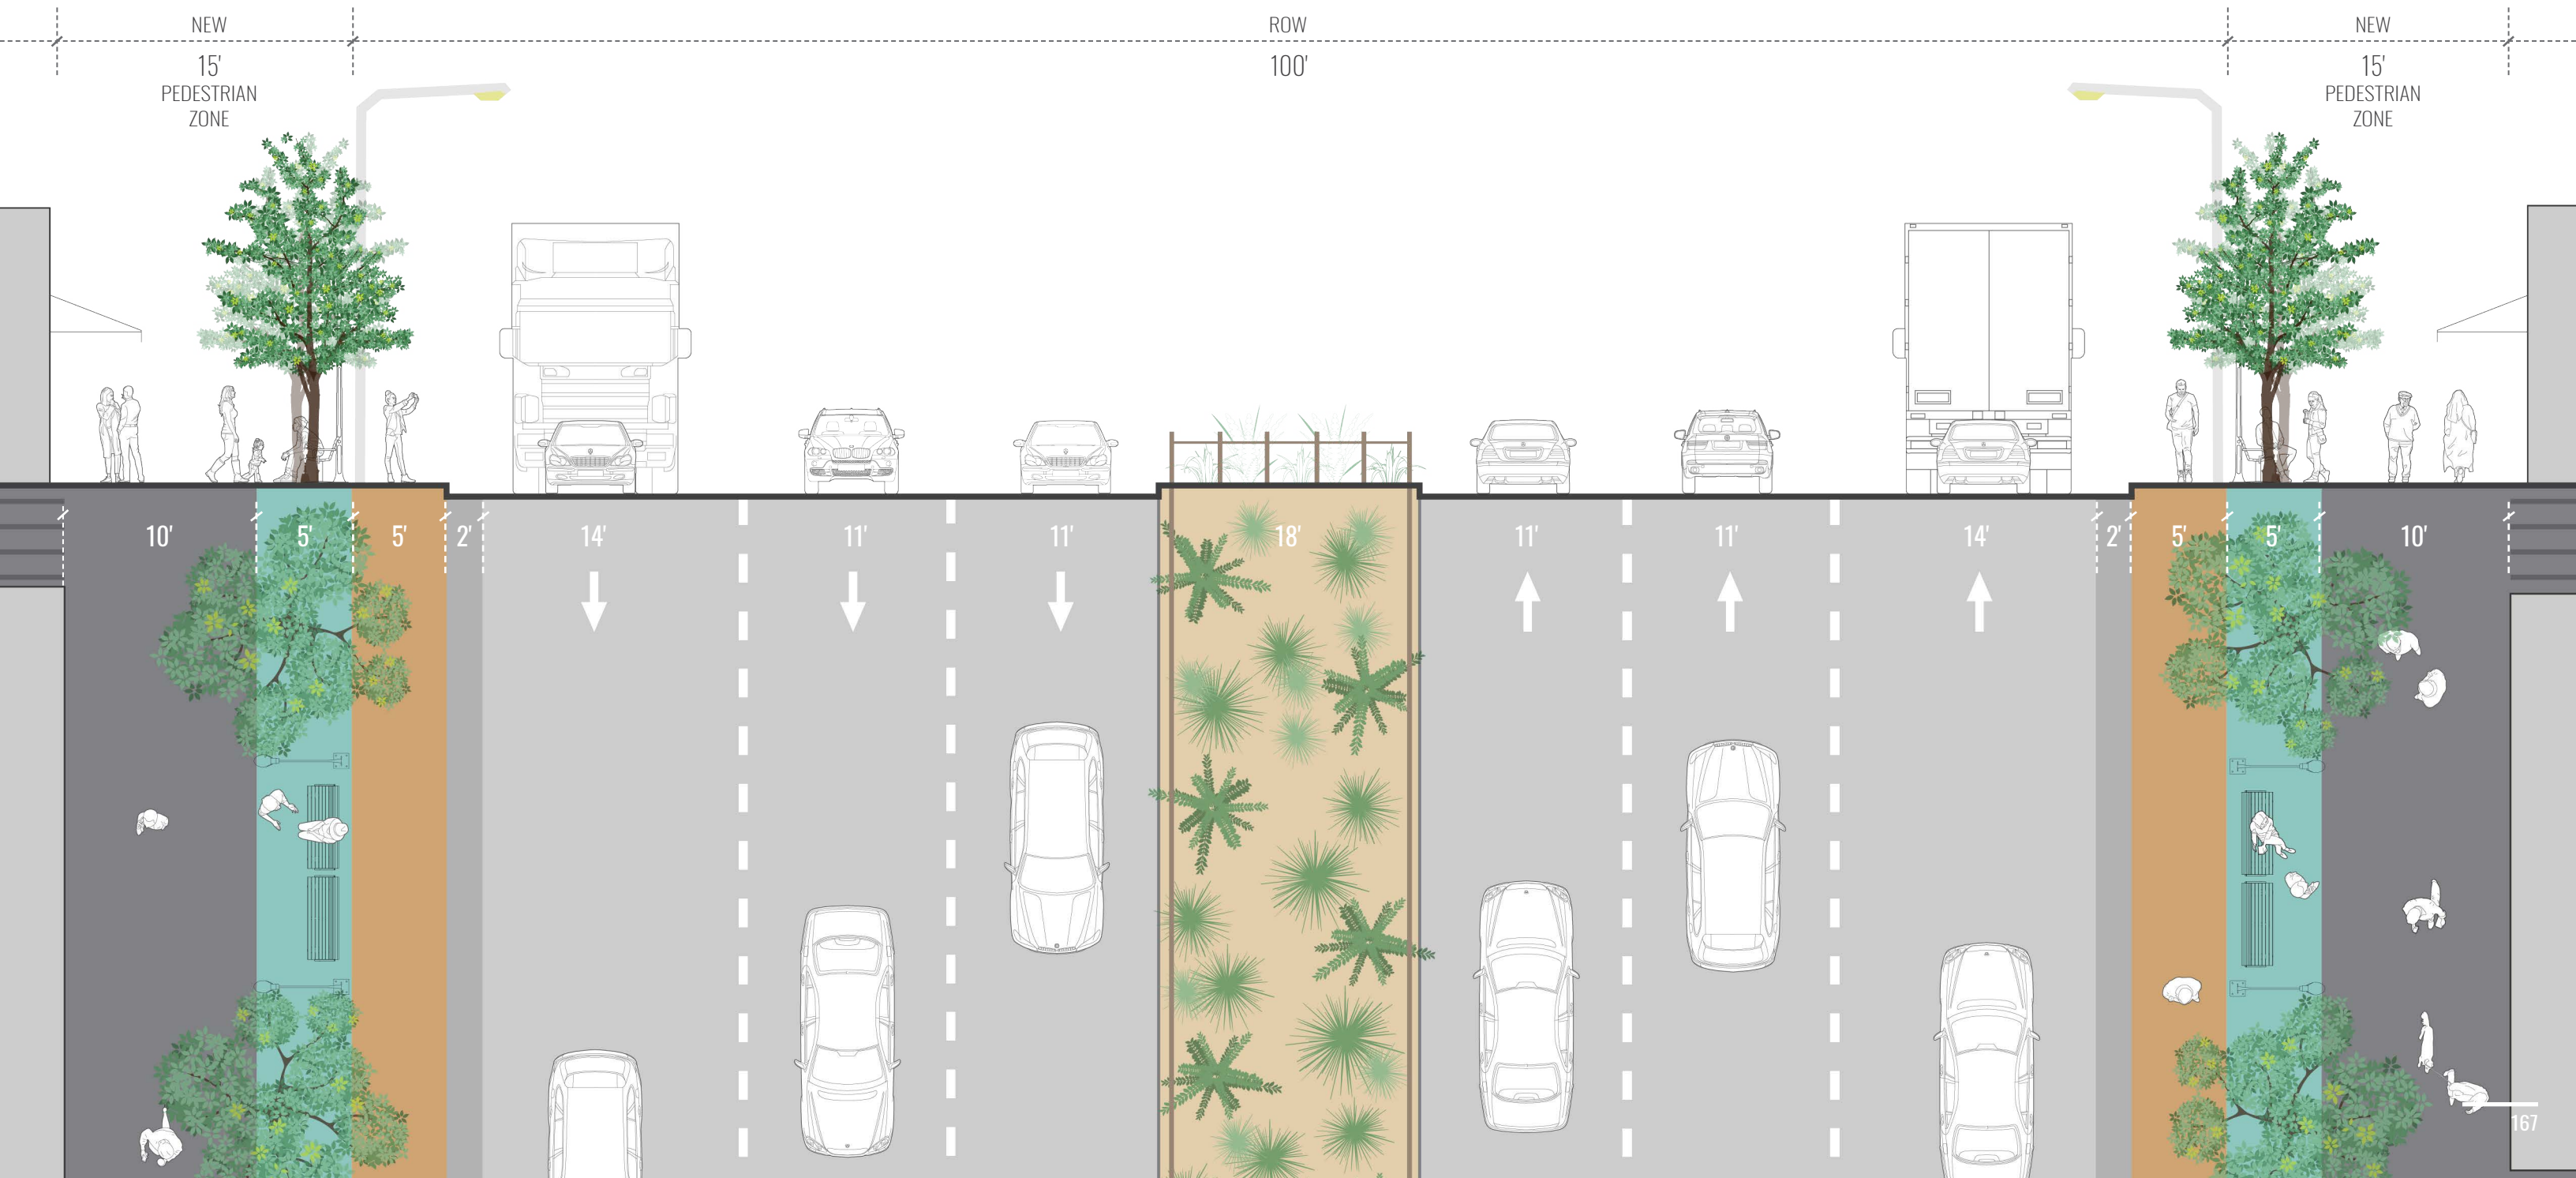 NEW
ROW
NEW
15'
100'
15'
PEDESTRIAN
ZONE
PEDESTRIAN
ZONE
10'
5'
5'
2'
14'
11'
11'
18'
11'
11'
14'
2'
5'
5'
10'
167